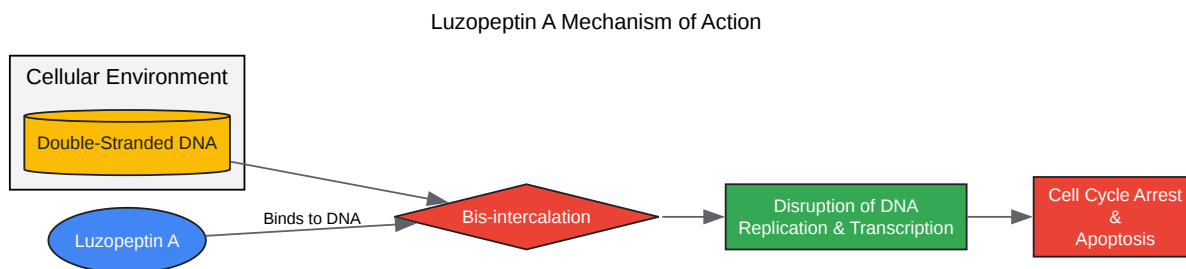 Luzopeptin A Mechanism of Action
Cellular Environment
Double-Stranded DNA
Luzopeptin A
Binds to DNA
Bis-intercalation
Disruption of DNA
Replication & Transcription
Cell Cycle Arrest
&
Apoptosis